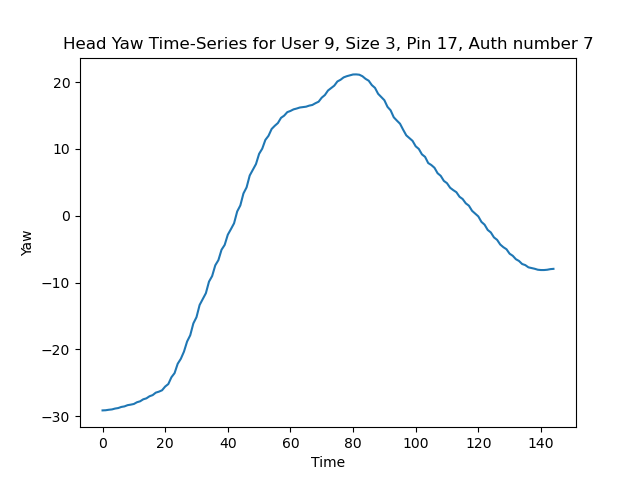 Head Yaw Time-Series for User 9, Size 3, Pin 17, Auth number 7
20
10
0
−10
−20
−30
Yaw
0 20 40 60 80 100 120 140
Time